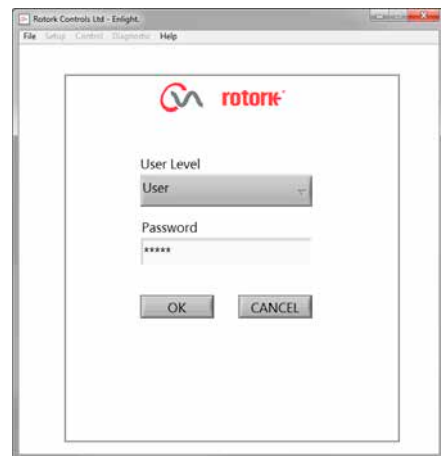 Rotork Controls Ltd - Enlight.
File Setup Control Diagnostic Help
rotork
User Level
User
Password
*****
OK CANCEL